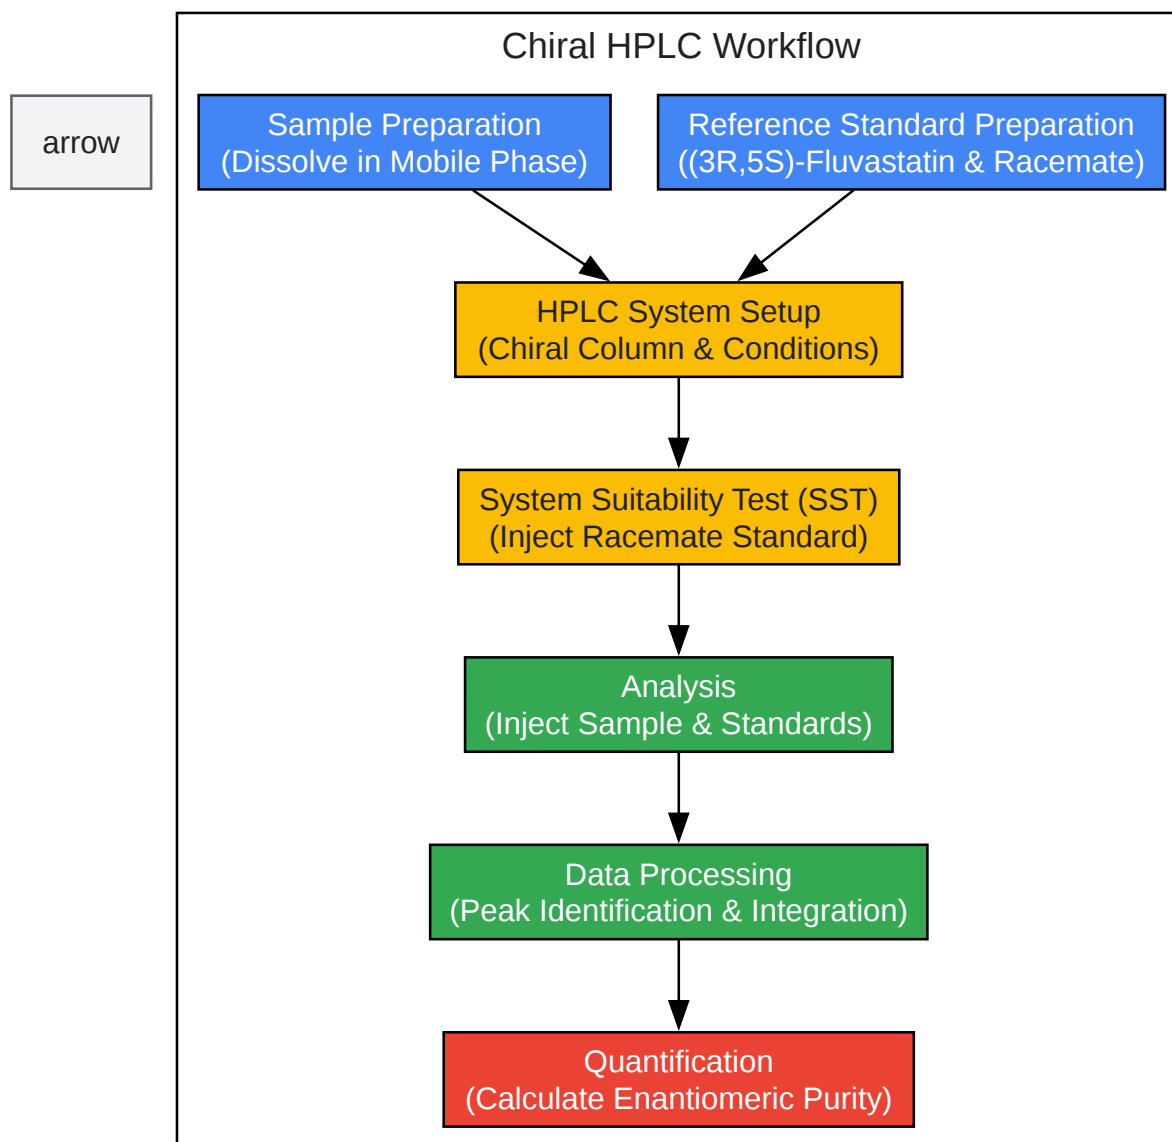 Chiral HPLC Workflow
arrow
Sample Preparation
(Dissolve in Mobile Phase)
Reference Standard Preparation
((3R,5S)-Fluvastatin & Racemate)
HPLC System Setup
(Chiral Column & Conditions)
System Suitability Test (SST)
(Inject Racemate Standard)
Analysis
(Inject Sample & Standards)
Data Processing
(Peak Identification & Integration)
Quantification
(Calculate Enantiomeric Purity)